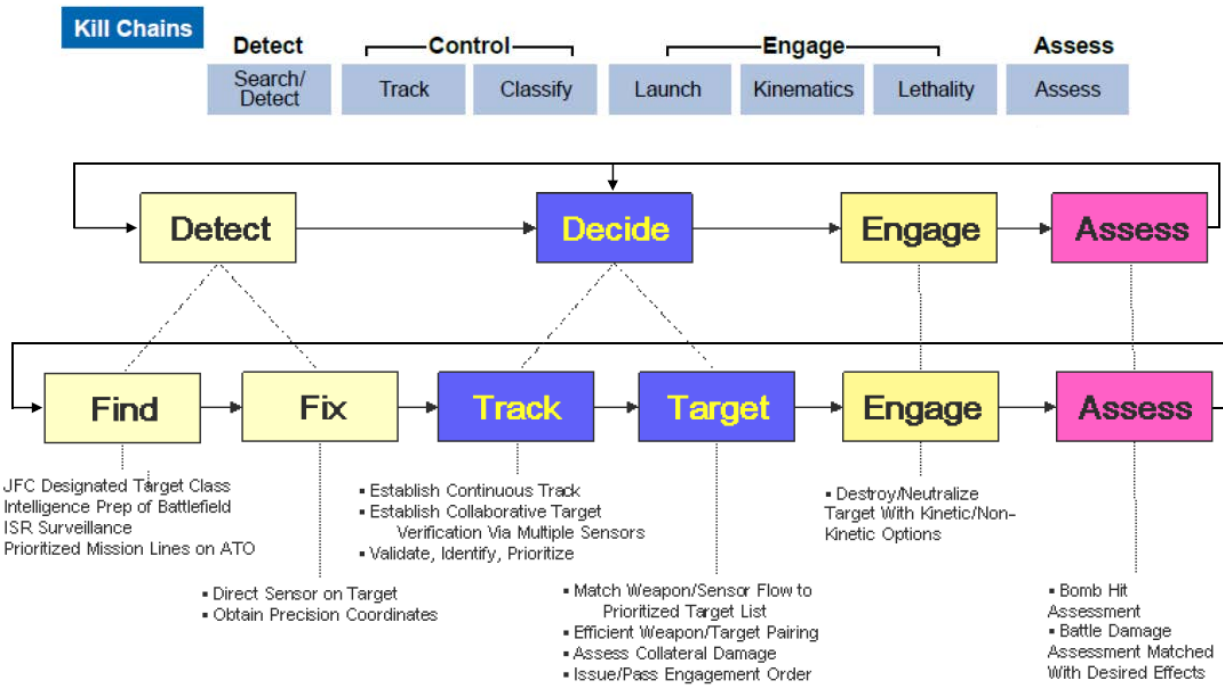 Kill Chains
Detect
Control
Engage
Assess
Search/
Detect
Track
Classify
Launch
Kinematics
Lethality
Assess
Detect
Decide
Engage
Assess
Find
Fix
Track
Target
Engage
Assess
JFC Designated Target Class
Intelligence Prep of Battlefield
ISR Surveillance
Prioritized Mission Lines on ATO
▪ Direct Sensor on Target
▪ Obtain Precision Coordinates
▪ Establish Continuous Track
▪ Establish Collaborative Target
Verification Via Multiple Sensors
▪ Validate, Identify, Prioritize
▪ Match Weapon/Sensor Flow to
Prioritized Target List
▪ Efficient Weapon/Target Pairing
▪ Assess Collateral Damage
▪ Issue/Pass Engagement Order
▪ Destroy/Neutralize
Target With Kinetic/Non-
Kinetic Options
▪ Bomb Hit
Assessment
▪ Battle Damage
Assessment Matched
With Desired Effects